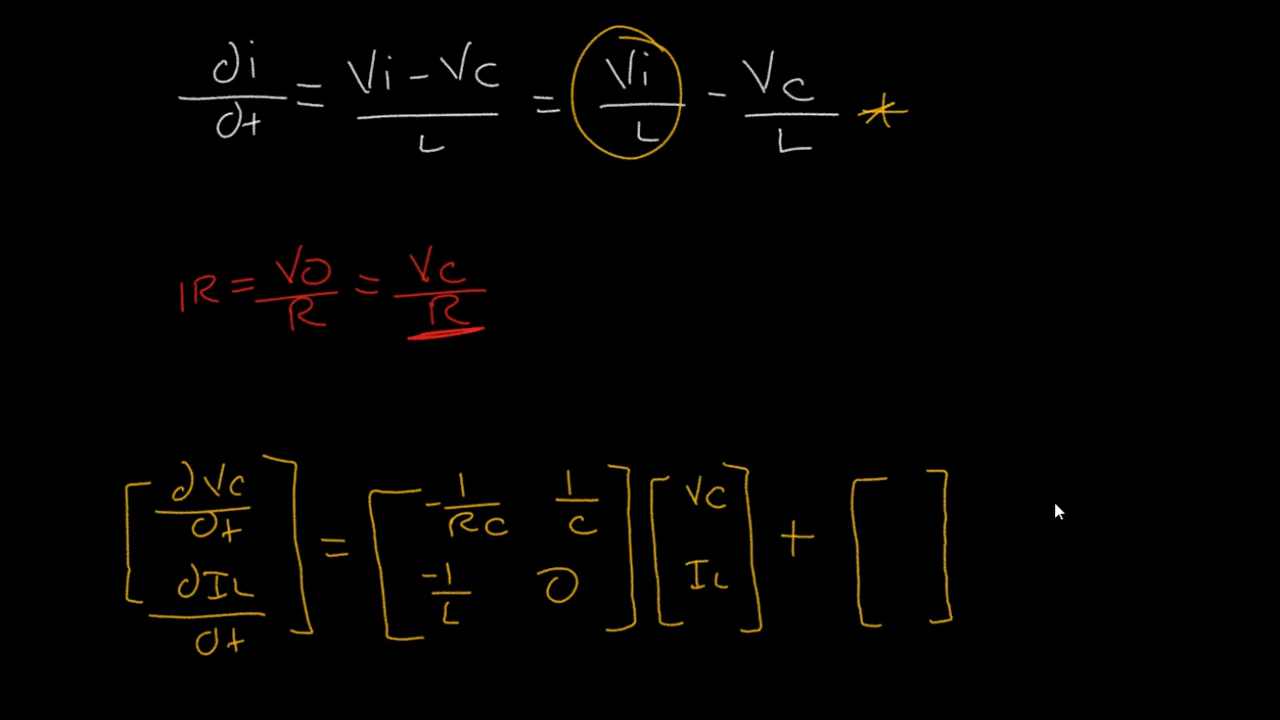 di/dt = Vi - Vc/L = Vi/L - Vc/L *
IR = VO/R = Vc/R
[dVc/dt dIL/dt] = [-1/RC 1/C -1/L 0] [VC IL] + [ ]